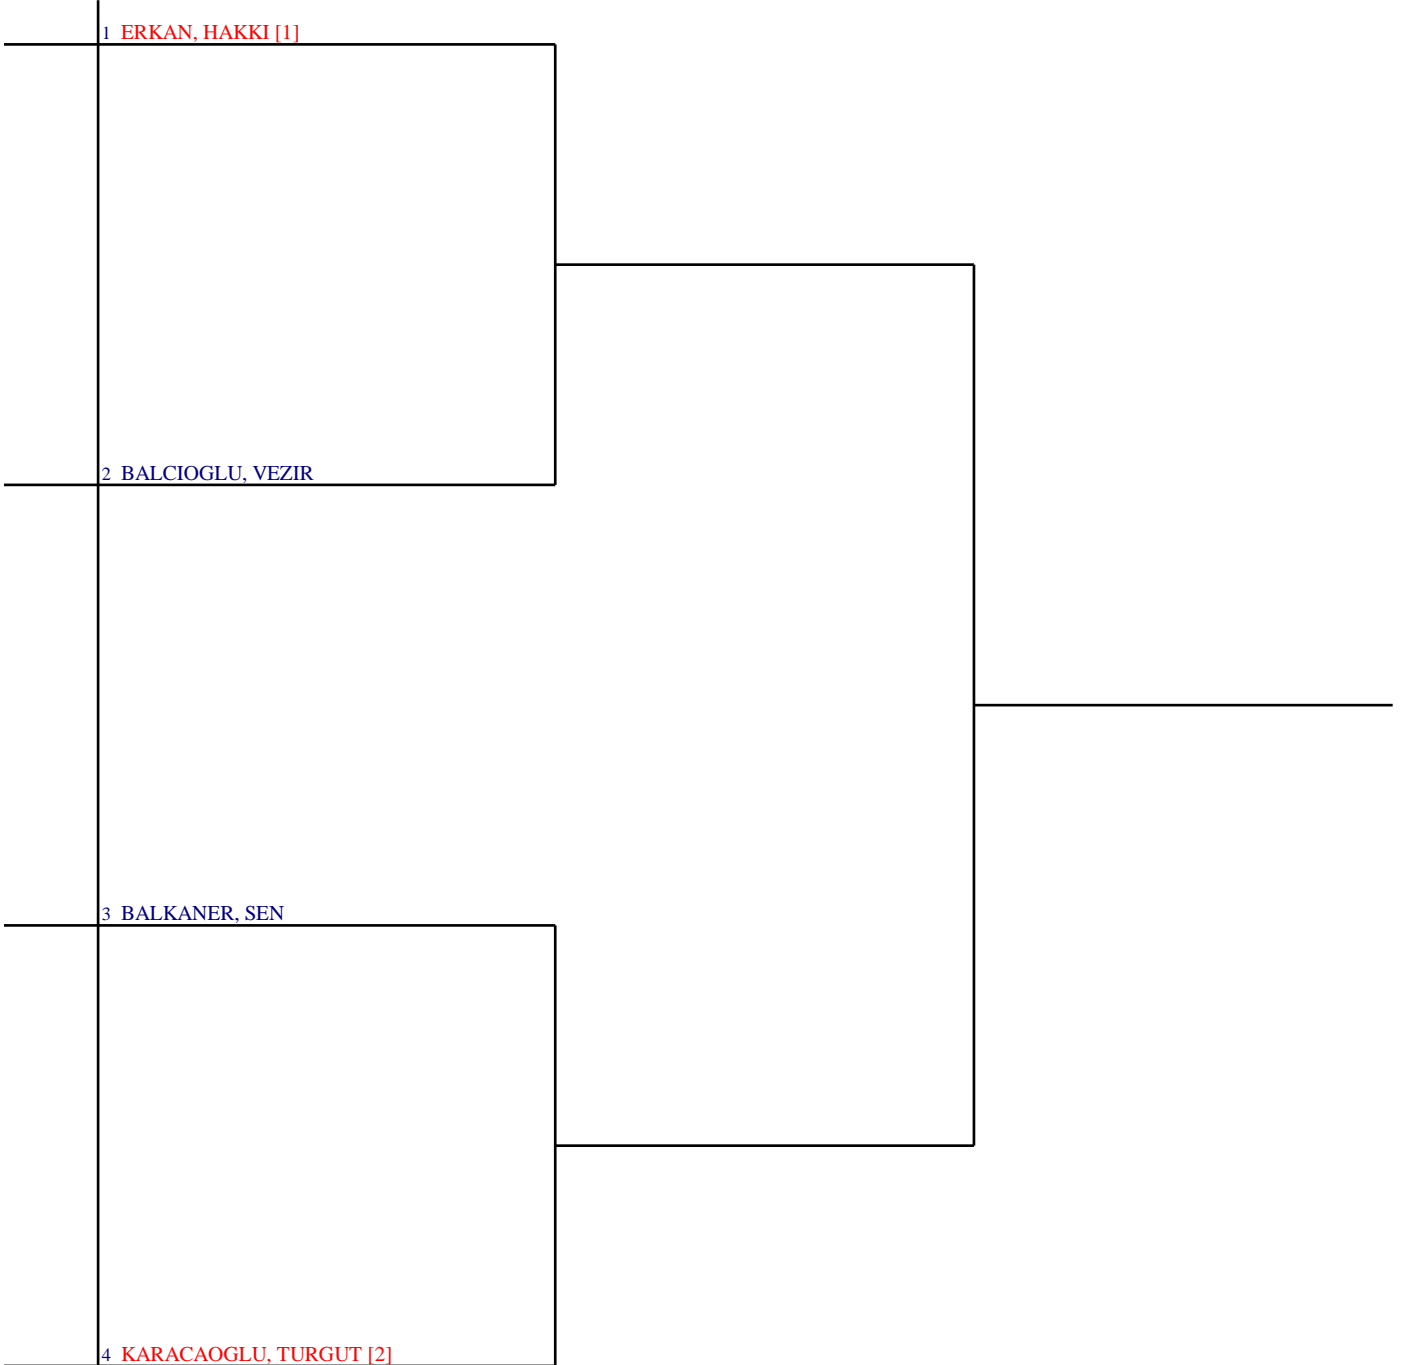 1 ERKAN, HAKKI [1]
2 BALCIOGLU, VEZIR
3 BALKANER, SEN
4 KARACAOGLU, TURGUT [2]